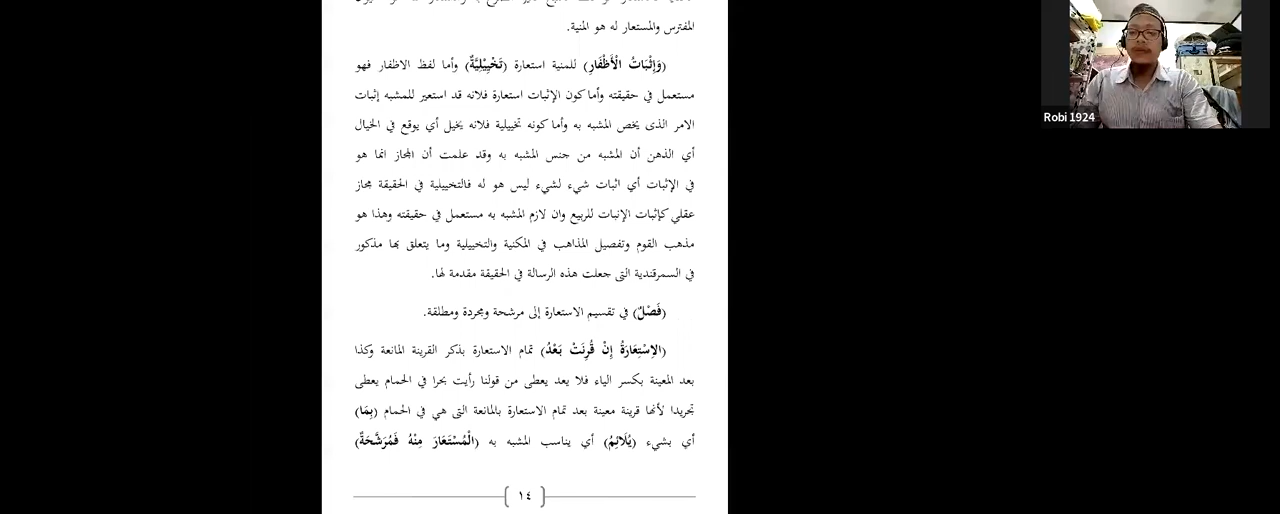 المفترس والمستعار له هو المنية.
(وَإِثْبَاتُ الْأَظْفَارِ) للمنية استعارة (تَخْيِيْلِيَّةٌ) وأما لفظ الاظفار فهو
مستعمل في حقيقته وأما كون الإثبات استعارة فلانه قد استعير للمشبه إثبات
الامر الذى يخص المشبه به وأما كونه تخييلية فلانه يخيل أي يوقع في الخيال
أي الذهن أن المشبه من جنس المشبه به وقد علمت أن المجاز انما هو
في الإثبات أي اثبات شيء لشيء ليس هو له فالتخييلية في الحقيقة مجاز
عقلي كإثبات الإنبات للربيع وان لازم المشبه به مستعمل في حقيقته وهذا هو
مذهب القوم وتفصيل المذاهب في المكنية والتخييلية وما يتعلق بها مذكور
في السمرقندية التى جعلت هذه الرسالة في الحقيقة مقدمة لها.
(فَصْلٌ) في تقسيم الاستعارة إلى مرشحة ومجردة ومطلقة.
(الِاسْتِعَارَةُ إِنْ قُرِنَتْ بَعْدُ) تمام الاستعارة بذكر القرينة المانعة وكذا
بعد المعينة بكسر الياء فلا يعد يعطى من قولنا رأيت بحرا في الحمام يعطى
تجريدا لأنها قرينة معينة بعد تمام الاستعارة بالمانعة التى هي في الحمام (بِمَا)
أي بشيء (يُلَائِمُ) أي يناسب المشبه به (الْمُسْتَعَارَ مِنْهُ فَمُرَشَّحَةٌ)
١٤
Robi 1924